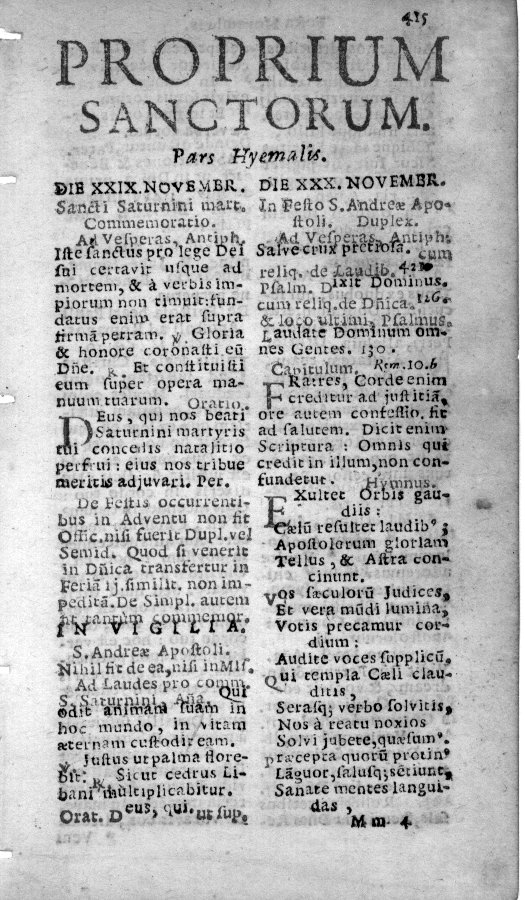 415
PROPRIUM
SANCTORUM.
Pars Hyemalis.
DIE XXIX. NOVEMBR.
Sancti Saturnini mart.
Commemoratio.
Ad Vesperas, Antiph.
Iste sanctus pro lege Dei
sui certavit usque ad
mortem, & à verbis im-
piorum non timuit: fun-
datus enim erat supra
firmā petram. ℣ Gloria
& honore coronasti eū
Dñe. ℟. Et constituisti
eum super opera ma-
nuum tuarum. Oratio.
DEus, qui nos beati
Saturnini martyris
tui concedis natalitio
perfrui: eius nos tribue
meritis adjuvari. Per.
De Festis occurrenti-
bus in Adventu non fit
Offic. nisi fuerit Dupl. vel
Semid. Quod si venerit
in Dñica transfertur in
Feriā ij. similit. non im-
peditā. De Simpl. autem
fit tantùm commemor.
IN VIGILIA.
S. Andreæ Apostoli.
Nihil fit de ea, nisi in Miſ.
Ad Laudes pro comm.
S. Saturnini Aña. Qui
odit animam suam in
hoc mundo, in vitam
æternam custodit eam.
℣. Justus ut palma flore-
bit. ℟ Sicut cedrus Li-
bani multiplicabitur.
Orat. Deus, qui. ut sup.
DIE XXX. NOVEMBR.
In Festo S. Andreæ Apo-
stoli. Duplex.
Ad Vesperas, Antiph:
Salve crux pretiosa. cum
reliq. de Laudib. 421
Psalm. Dixit Dominus.
cum reliq. de Dñica. 126.
& loco ultimi, Psalmus.
Laudate Dominum om-
nes Gentes. 130.
Capitulum. Rom. 10. b
FRatres, Corde enim
creditur ad justitiā,
ore autem confessio fit
ad salutem. Dicit enim
Scriptura: Omnis qui
credit in illum, non con-
fundetur. Hymnus.
EXultet Orbis gau-
diis:
Cælū resultet laudib⁹;
Apostolorum gloriam
Tellus, & Astra con-
cinunt.
Vos sæculorū Judices,
Et vera mūdi lumina,
Votis precamur cor-
dium:
Audite voces supplicū.
Qui templa Cæli clau-
ditis,
Serasq; verbo solvitis,
Nos à reatu noxios
Solvi jubete, quæsum⁹.
Præcepta quorū protin⁹
Lāguor, salusq; sētiunt,
Sanate mentes langui-
das,
Mm 4